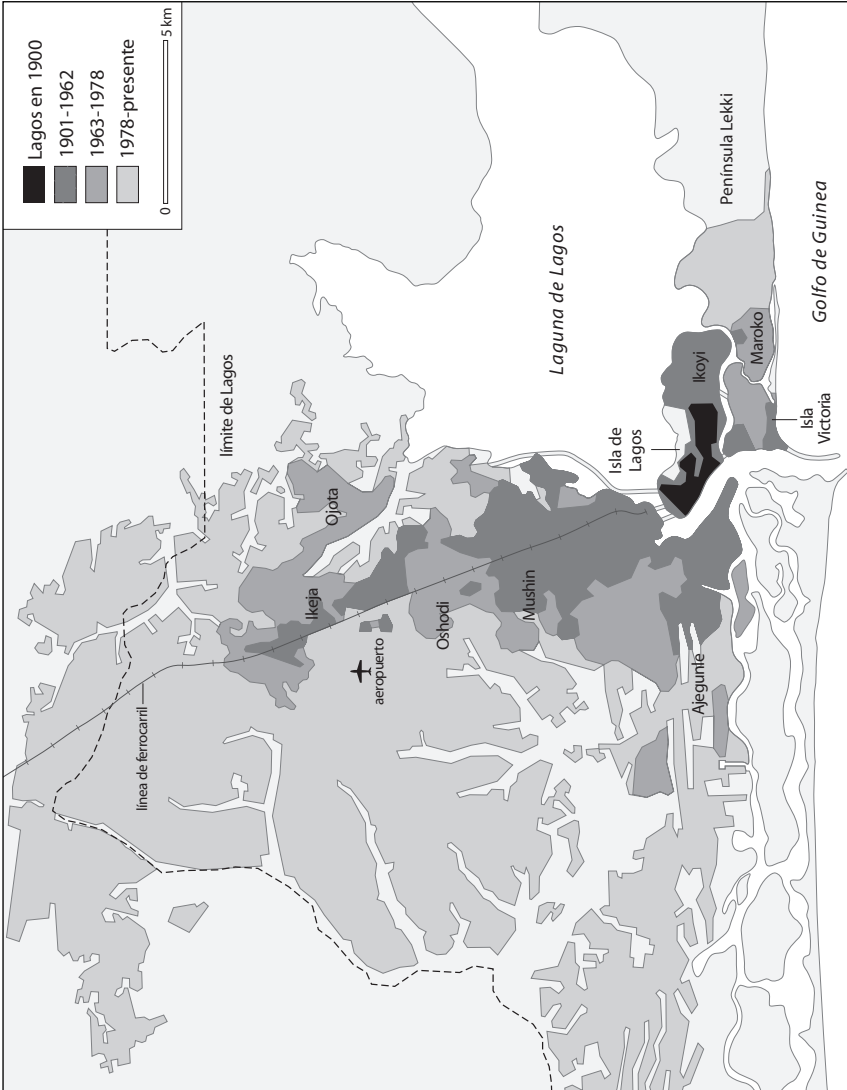 Lagos en 1900
1901-1962
1963-1978
1978-presente
0
5 km
límite de Lagos
línea de ferrocarril
Ojota
Ikeja
aeropuerto
Oshodi
Mushin
Ajegunle
Laguna de Lagos
Isla de
Lagos
Ikoyi
Península Lekki
Maroko
Isla
Victoria
Golfo de Guinea